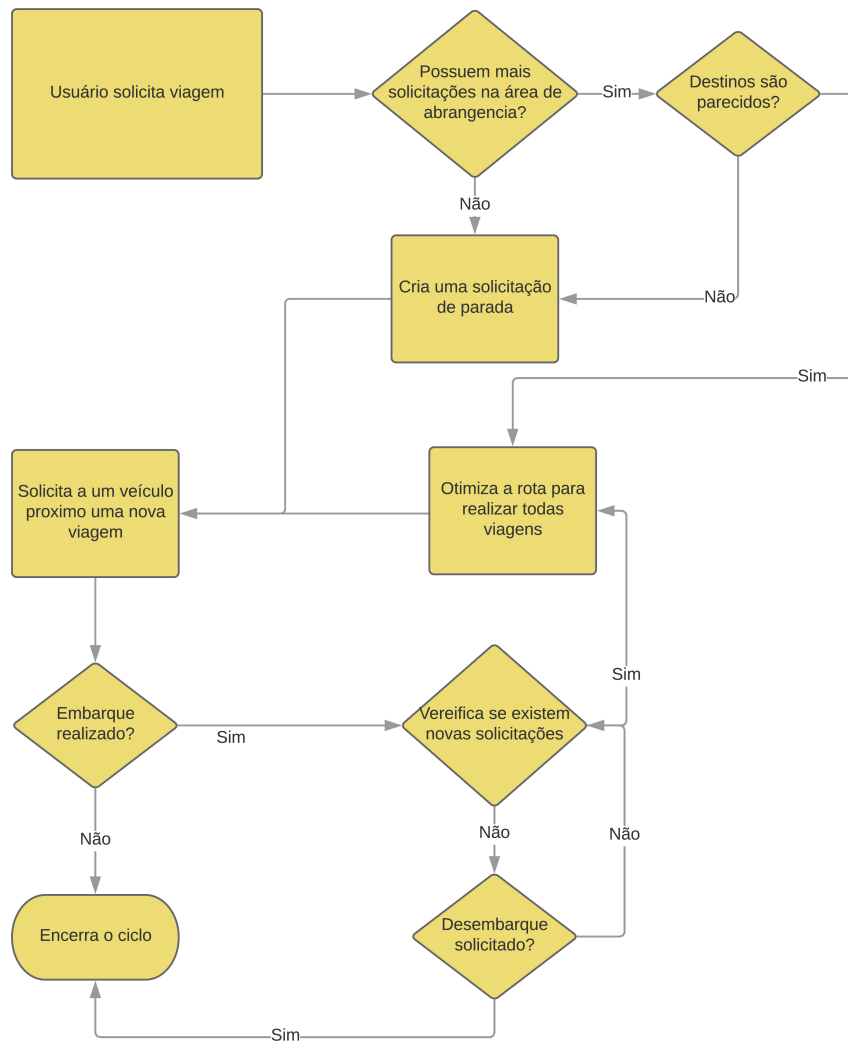 Usuário solicita viagem
Possuem mais
solicitações na área de
abrangencia?
Sim
Destinos são
parecidos?
Não
Cria uma solicitação
de parada
Não
Sim
Solicita a um veículo
proximo uma nova
viagem
Otimiza a rota para
realizar todas
viagens
Sim
Embarque
realizado?
Sim
Vereifica se existem
novas solicitações
Não
Não
Não
Encerra o ciclo
Desembarque
solicitado?
Sim